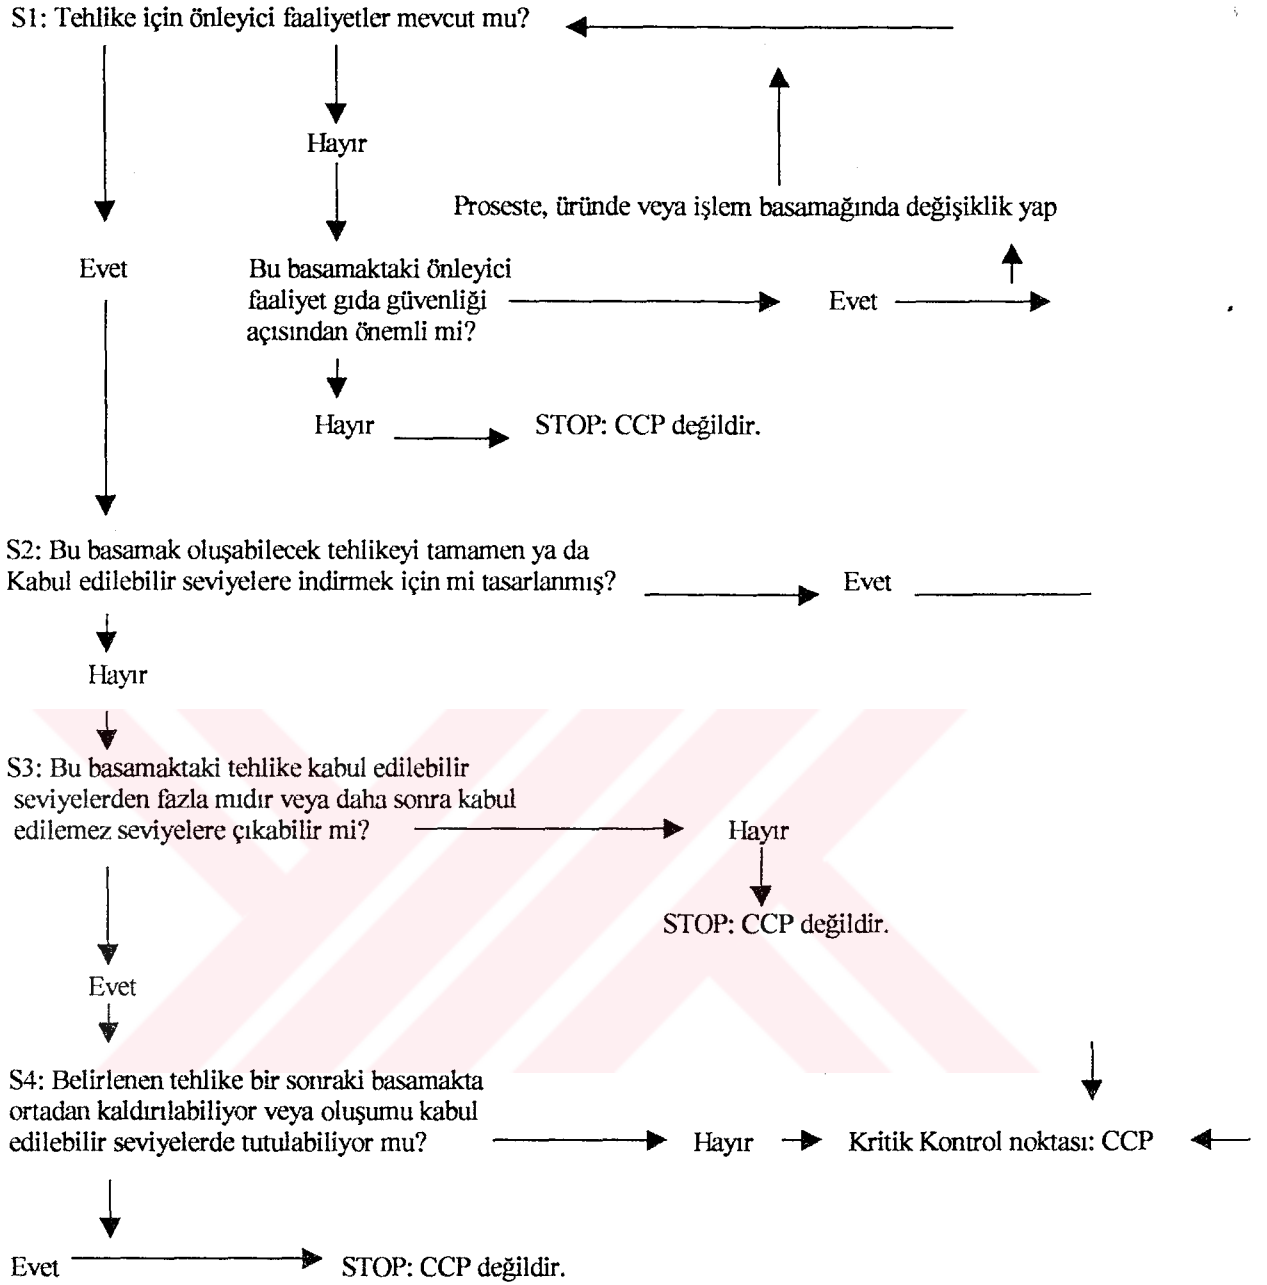 S1: Tehlike için önleyici faaliyetler mevcut mu?
Hayır
Proseste, üründe veya işlem basamağında değişiklik yap
Evet
Bu basamaktaki önleyici
faaliyet gıda güvenliği
açısından önemli mi?
Evet
Hayır
STOP: CCP değildir.
S2: Bu basamak oluşabilecek tehlikeyi tamamen ya da
Kabul edilebilir seviyelere indirmek için mi tasarlanmış?
Evet
Hayır
S3: Bu basamaktaki tehlike kabul edilebilir
seviyelerden fazla mıdır veya daha sonra kabul
edilemez seviyelere çıkabilir mi?
Hayır
STOP: CCP değildir.
Evet
S4: Belirlenen tehlike bir sonraki basamakta
ortadan kaldırılabiliyor veya oluşumu kabul
edilebilir seviyelerde tutulabiliyor mu?
Hayır
Kritik Kontrol noktası: CCP
Evet
STOP: CCP değildir.